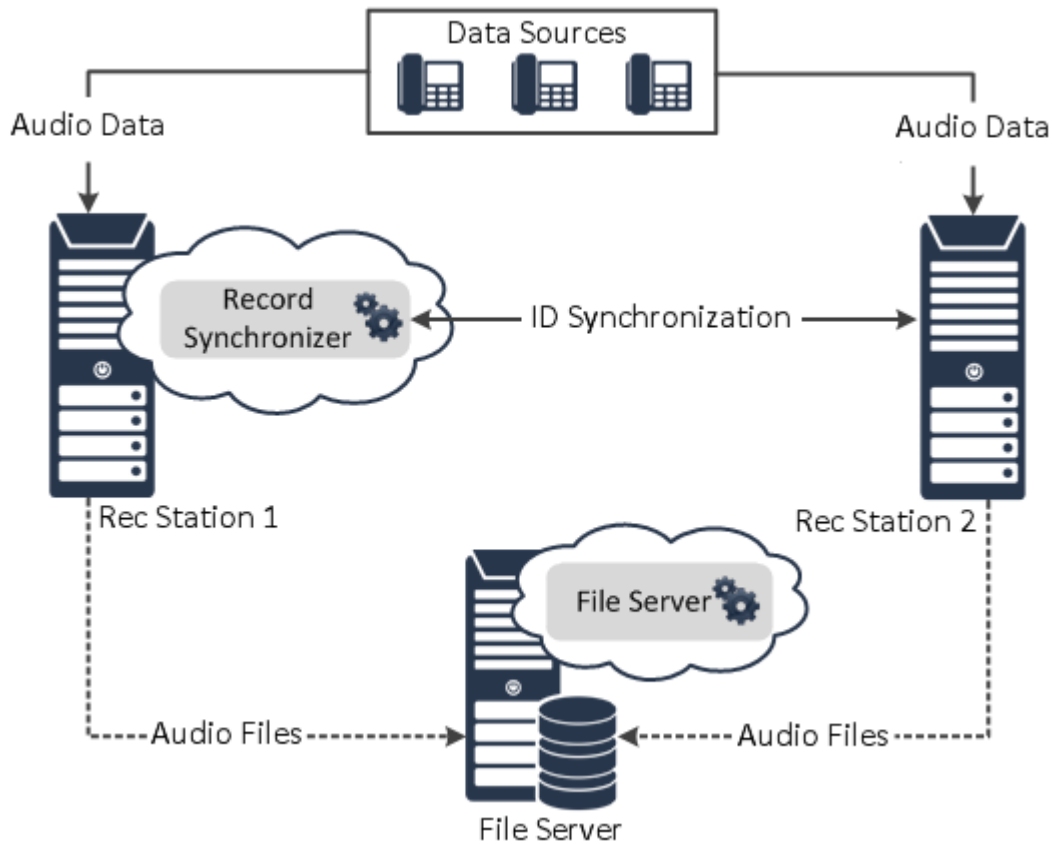 Data Sources
Audio Data
Audio Data
Record
Synchronizer
ID Synchronization
Rec Station 1
Rec Station 2
File Server
Audio Files
Audio Files
File Server